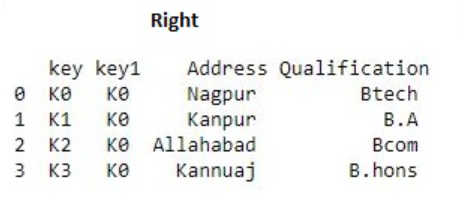 Right
key key1 Address Qualification
0 K0 K0 Nagpur Btech
1 K1 K0 Kanpur B.A
2 K2 K0 Allahabad Bcom
3 K3 K0 Kannuaj B.hons